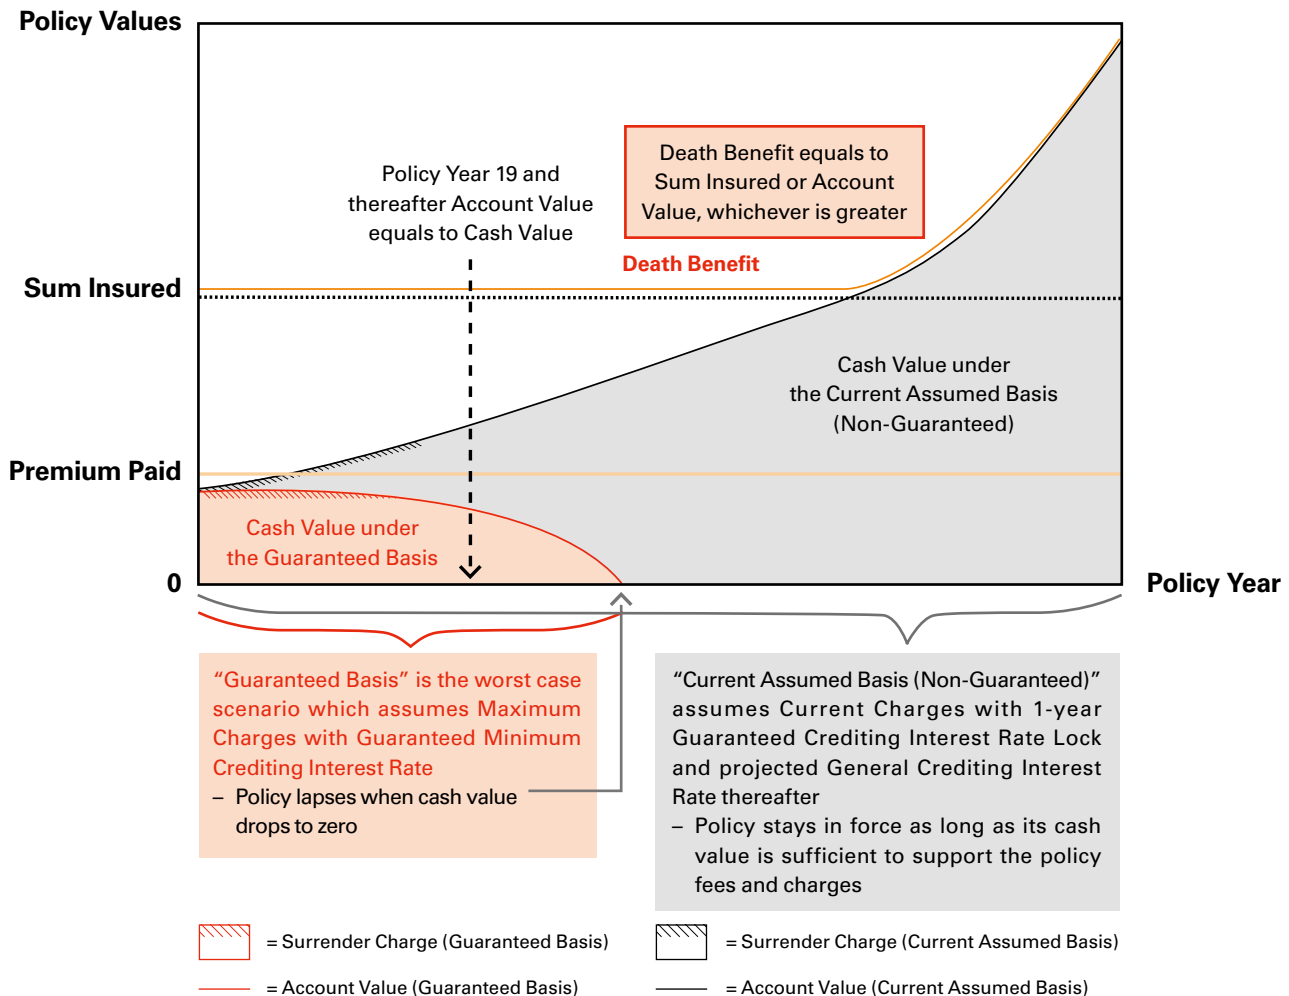 Policy Values
Policy Year 19 and
thereafter Account Value
equals to Cash Value
Death Benefit equals to
Sum Insured or Account
Value, whichever is greater
Death Benefit
Sum Insured
Cash Value under
the Current Assumed Basis
(Non-Guaranteed)
Premium Paid
Cash Value under
the Guaranteed Basis
0
Policy Year
“Guaranteed Basis” is the worst case
scenario which assumes Maximum
Charges with Guaranteed Minimum
Crediting Interest Rate
– Policy lapses when cash value
drops to zero
“Current Assumed Basis (Non-Guaranteed)”
assumes Current Charges with 1-year
Guaranteed Crediting Interest Rate Lock
and projected General Crediting Interest
Rate thereafter
– Policy stays in force as long as its cash
value is sufficient to support the policy
fees and charges
= Surrender Charge (Guaranteed Basis)
= Surrender Charge (Current Assumed Basis)
= Account Value (Guaranteed Basis)
= Account Value (Current Assumed Basis)